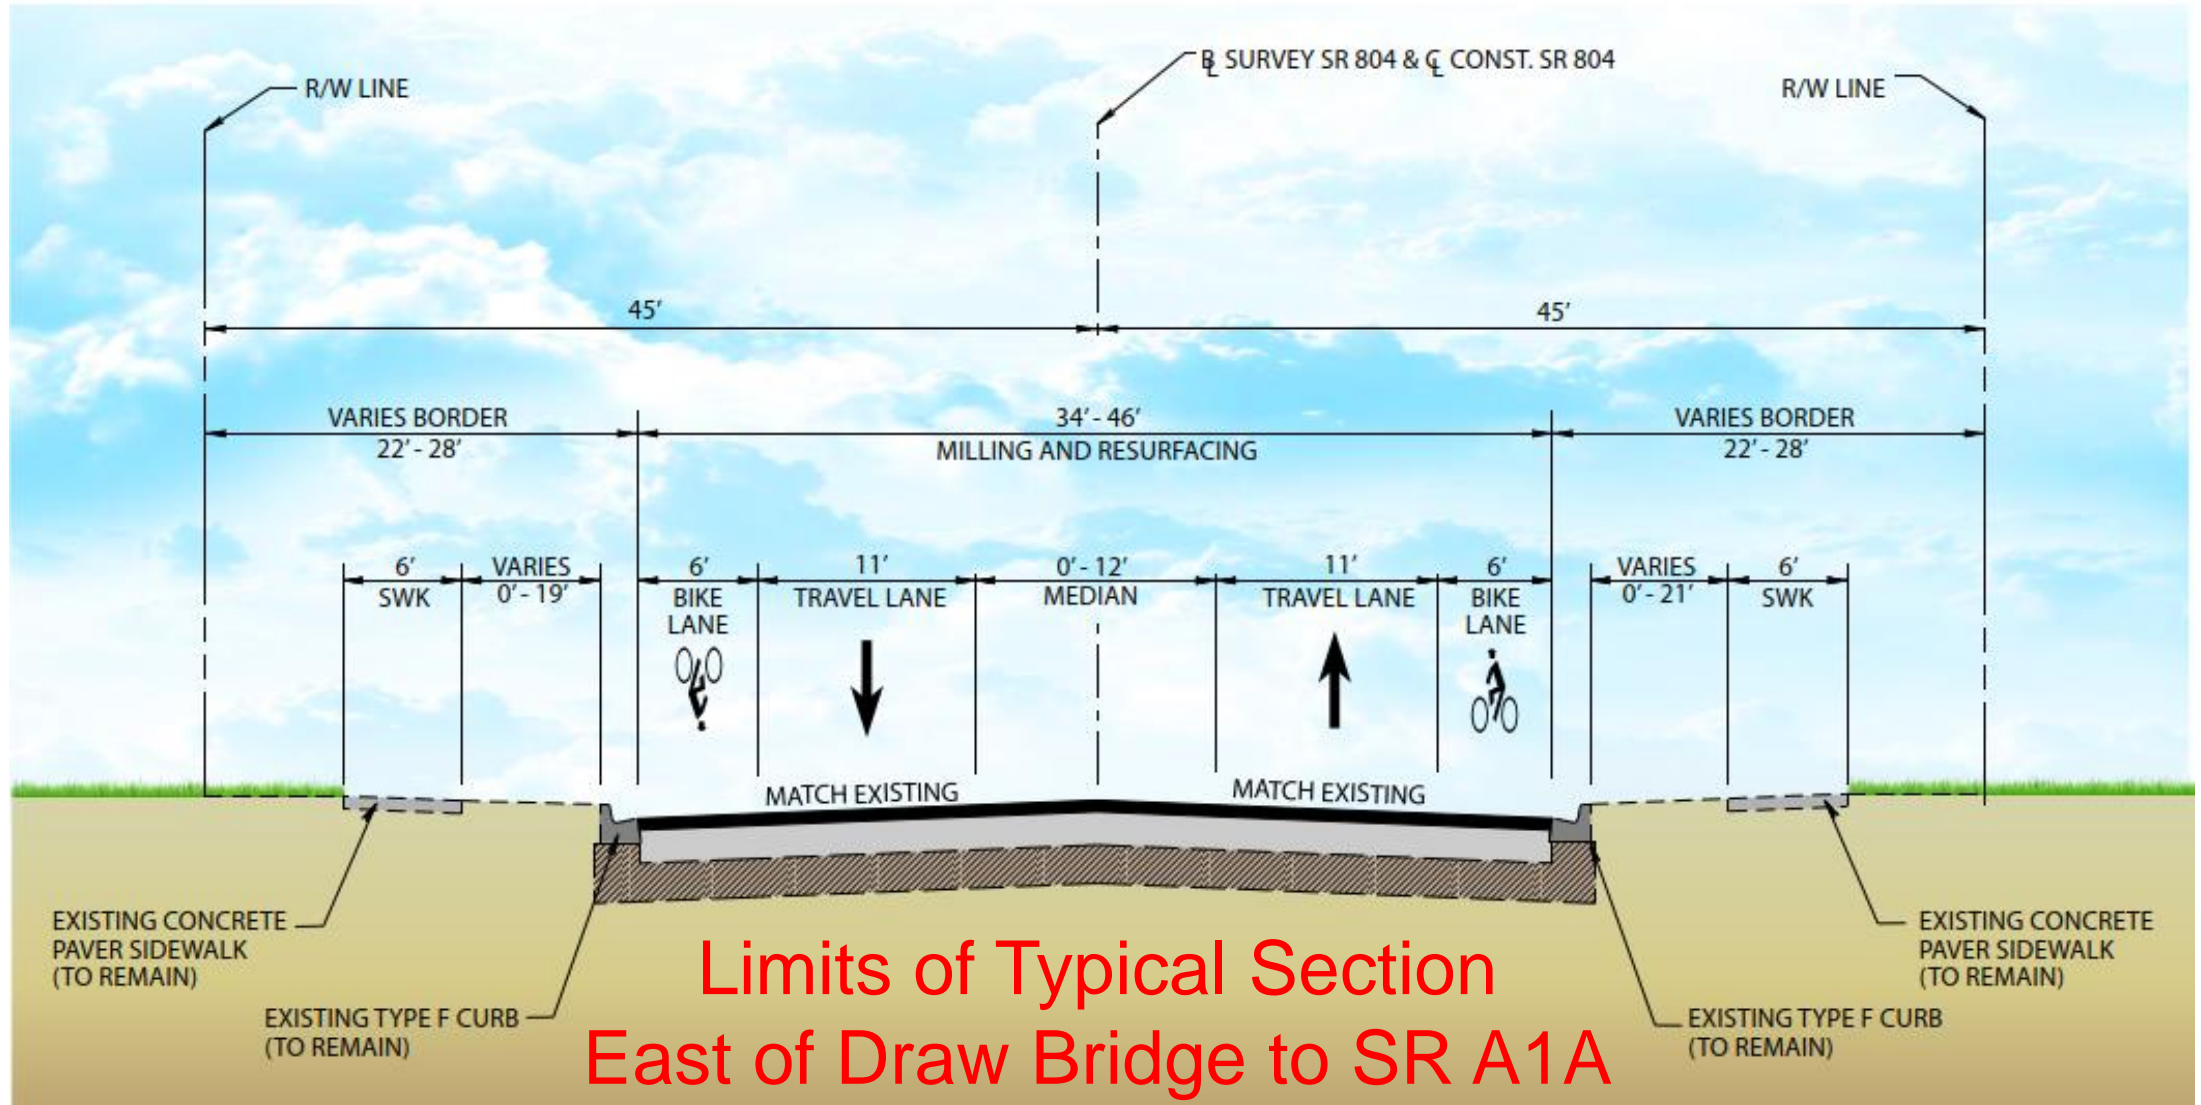 R/W LINE
℄ SURVEY SR 804 & ℄ CONST. SR 804
R/W LINE
45'
45'
VARIES BORDER
22' - 28'
34' - 46'
MILLING AND RESURFACING
VARIES BORDER
22' - 28'
6'
SWK
VARIES
0' - 19'
6'
BIKE
LANE
11'
TRAVEL LANE
0' - 12'
MEDIAN
11'
TRAVEL LANE
6'
BIKE
LANE
VARIES
0' - 21'
6'
SWK
MATCH EXISTING
MATCH EXISTING
EXISTING CONCRETE
PAVER SIDEWALK
(TO REMAIN)
EXISTING TYPE F CURB
(TO REMAIN)
EXISTING CONCRETE
PAVER SIDEWALK
(TO REMAIN)
EXISTING TYPE F CURB
(TO REMAIN)
Limits of Typical Section
East of Draw Bridge to SR A1A